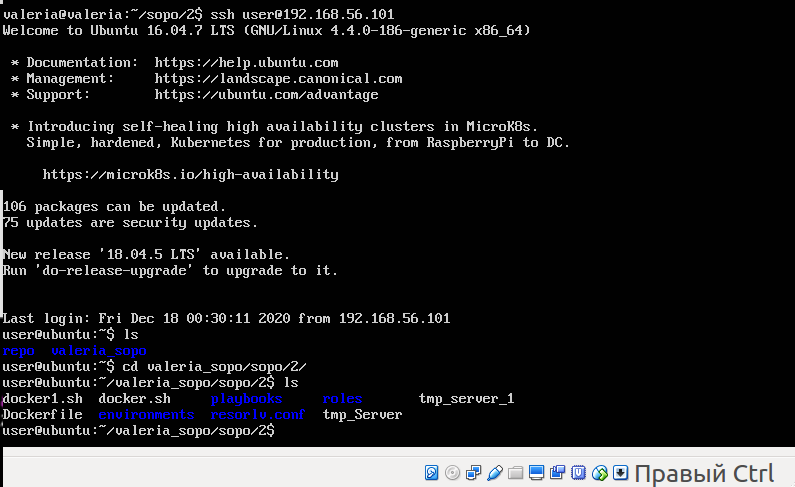 valeria@valeria:~/sopo/2$ ssh user@192.168.56.101
Welcome to Ubuntu 16.04.7 LTS (GNU/Linux 4.4.0-186-generic x86_64)
* Documentation: https://help.ubuntu.com
* Management: https://landscape.canonical.com
* Support: https://ubuntu.com/advantage
* Introducing self-healing high availability clusters in MicroK8s.
Simple, hardened, Kubernetes for production, from RaspberryPi to DC.
https://microk8s.io/high-availability
106 packages can be updated.
75 updates are security updates.
New release '18.04.5 LTS' available.
Run 'do-release-upgrade' to upgrade to it.
Last login: Fri Dec 18 00:30:11 2020 from 192.168.56.101
user@ubuntu:~$ ls
repo valeria_sopo
user@ubuntu:~$ cd valeria_sopo/sopo/2/
user@ubuntu:~/valeria_sopo/sopo/2$ ls
docker1.sh docker.sh playbooks roles tmp_server_1
Dockerfile environments resorlv.conf tmp_Server
user@ubuntu:~/valeria_sopo/sopo/2$
Правый Ctrl